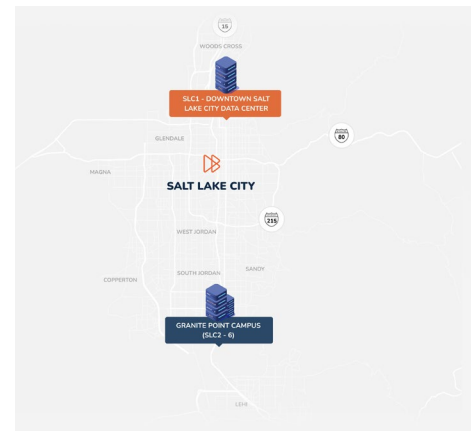 15
WOODS CROSS
SLC1 - DOWNTOWN SALT
LAKE CITY DATA CENTER
GLENDALE
80
MAGNA
SALT LAKE CITY
215
WEST JORDAN
SOUTH JORDAN
SANDY
COPPERTON
GRANITE POINT CAMPUS
(SLC2 - 6)
LEHI